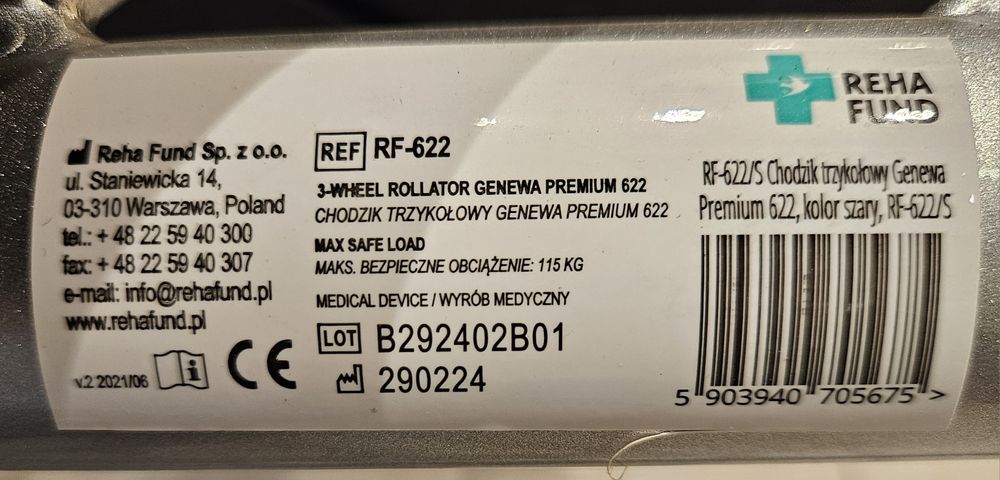 Reha Fund Sp. z o.o.
ul. Staniewicka 14,
03-310 Warszawa, Poland
tel.: + 48 22 59 40 300
fax: + 48 22 59 40 307
e-mail: info@rehafund.pl
www.rehafund.pl
v.2 2021/06
i
CE
REF RF-622
3-WHEEL ROLLATOR GENEWA PREMIUM 622
CHODZIK TRZYKOŁOWY GENEWA PREMIUM 622
MAX SAFE LOAD
MAKS. BEZPIECZNE OBCIĄŻENIE: 115 KG
MEDICAL DEVICE / WYRÓB MEDYCZNY
LOT B292402B01
290224
REHA
FUND
RF-622/S Chodzik trzykołowy Genewa
Premium 622, kolor szary, RF-622/S
5 903940 705675 >